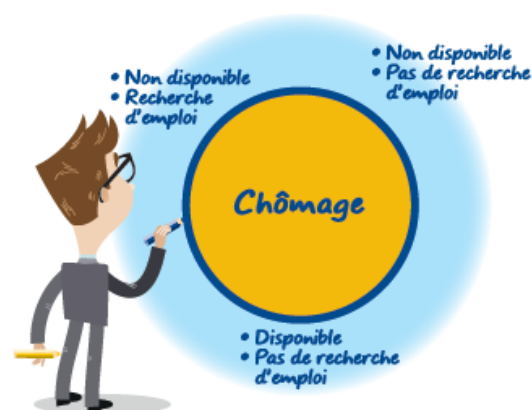 • Non disponible
• Pas de recherche
d'emploi
• Non disponible
• Recherche
d'emploi
Chômage
• Disponible
• Pas de recherche
d'emploi